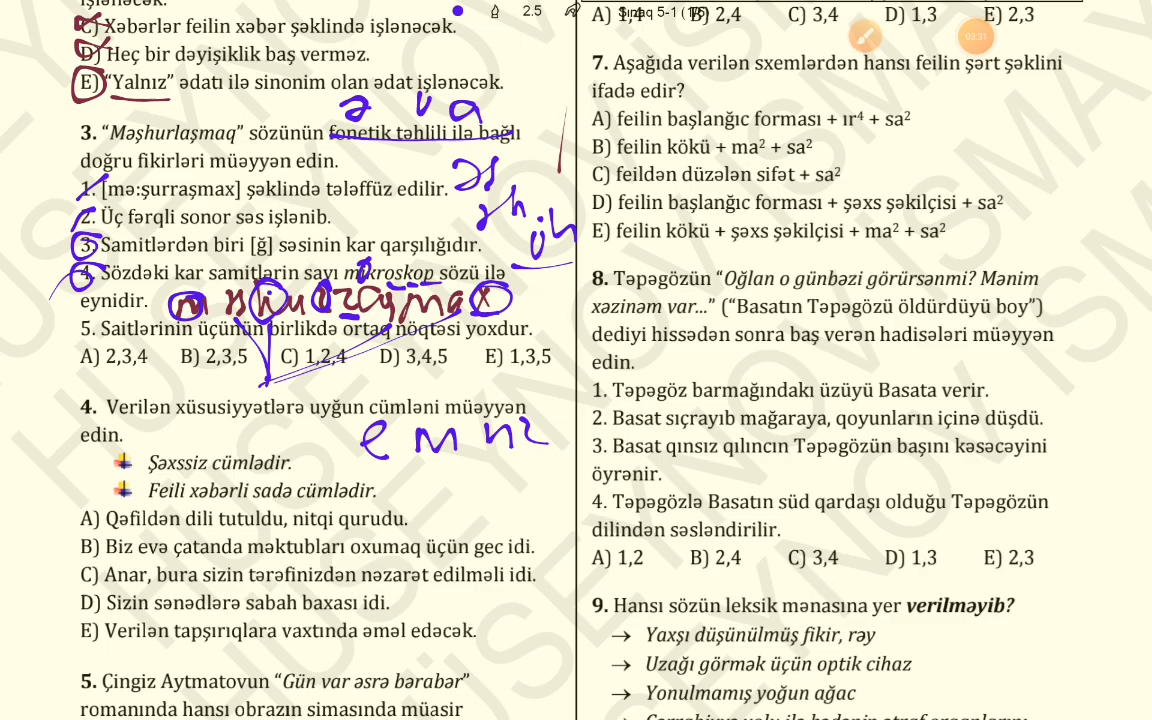 işlənəcək.
C) Xəbərlər feilin xəbər şəklində işlənəcək.
D) Heç bir dəyişiklik baş verməz.
E) “Yalnız” ədatı ilə sinonim olan ədat işlənəcək.
ə u a
3. “Məşhurlaşmaq” sözünün fonetik təhlili ilə bağlı
doğru fikirləri müəyyən edin.
1. [mə:şurraşmax] şəklində tələffüz edilir.
2. Üç fərqli sonor səs işlənib.
3. Samitlərdən biri [ğ] səsinin kar qarşılığıdır.
4. Sözdəki kar samitlərin sayı mikroskop sözü ilə
eynidir.
5. Saitlərinin üçünün birlikdə ortaq nöqtəsi yoxdur.
A) 2,3,4 B) 2,3,5 C) 1,2,4 D) 3,4,5 E) 1,3,5
4. Verilən xüsusiyyətlərə uyğun cümləni müəyyən
edin.
Şəxssiz cümlədir.
Feili xəbərli sadə cümlədir.
A) Qəfildən dili tutuldu, nitqi qurudu.
B) Biz evə çatanda məktubları oxumaq üçün gec idi.
C) Anar, bura sizin tərəfinizdən nəzarət edilməli idi.
D) Sizin sənədlərə sabah baxası idi.
E) Verilən tapşırıqlara vaxtında əməl edəcək.
5. Çingiz Aytmatovun “Gün var əsrə bərabər”
romanında hansı obrazın simasında müasir
2.5
A) 1,4 B) 2,4 C) 3,4 D) 1,3 E) 2,3
03:31
7. Aşağıda verilən sxemlərdən hansı feilin şərt şəklini
ifadə edir?
A) feilin başlanğıc forması + ır⁴ + sa²
B) feilin kökü + ma² + sa²
C) feildən düzələn sifət + sa²
D) feilin başlanğıc forması + şəxs şəkilçisi + sa²
E) feilin kökü + şəxs şəkilçisi + ma² + sa²
8. Təpəgözün “Oğlan o günbəzi görürsənmi? Mənim
xəzinəm var...” (“Basatın Təpəgözü öldürdüyü boy”)
dediyi hissədən sonra baş verən hadisələri müəyyən
edin.
1. Təpəgöz barmağındakı üzüyü Basata verir.
2. Basat sıçrayıb mağaraya, qoyunların içinə düşdü.
3. Basat qınsız qılıncın Təpəgözün başını kəsəcəyini
öyrənir.
4. Təpəgözlə Basatın süd qardaşı olduğu Təpəgözün
dilindən səsləndirilir.
A) 1,2 B) 2,4 C) 3,4 D) 1,3 E) 2,3
9. Hansı sözün leksik mənasına yer verilməyib?
→ Yaxşı düşünülmüş fikir, rəy
→ Uzağı görmək üçün optik cihaz
→ Yonulmamış yoğun ağac